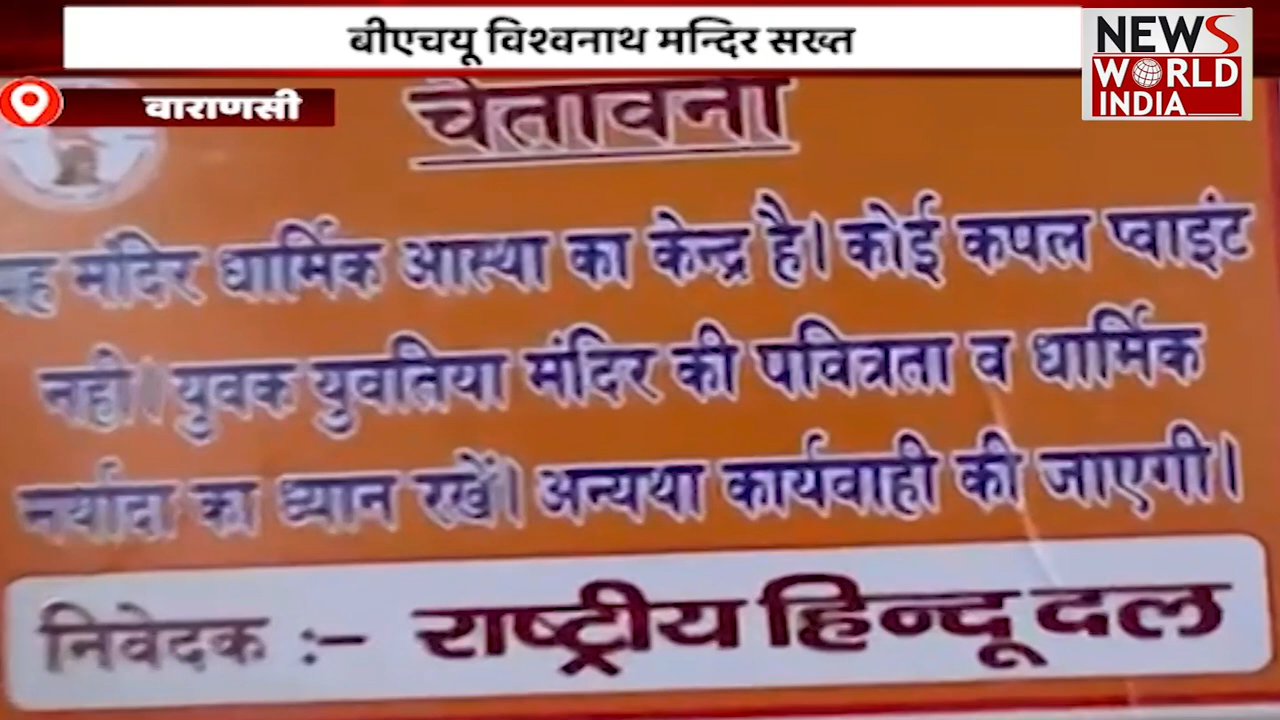 बीएचयू विश्वनाथ मन्दिर सख्त
NEWS
WORLD
INDIA
वाराणसी
चेतावनी
यह मंदिर धार्मिक आस्था का केन्द्र है। कोई कपल प्वाइंट
नही। युवक युवतिया मंदिर की पवित्रता व धार्मिक
मर्यादा का ध्यान रखें। अन्यथा कार्यवाही की जाएगी।
निवेदक :– राष्ट्रीय हिन्दू दल